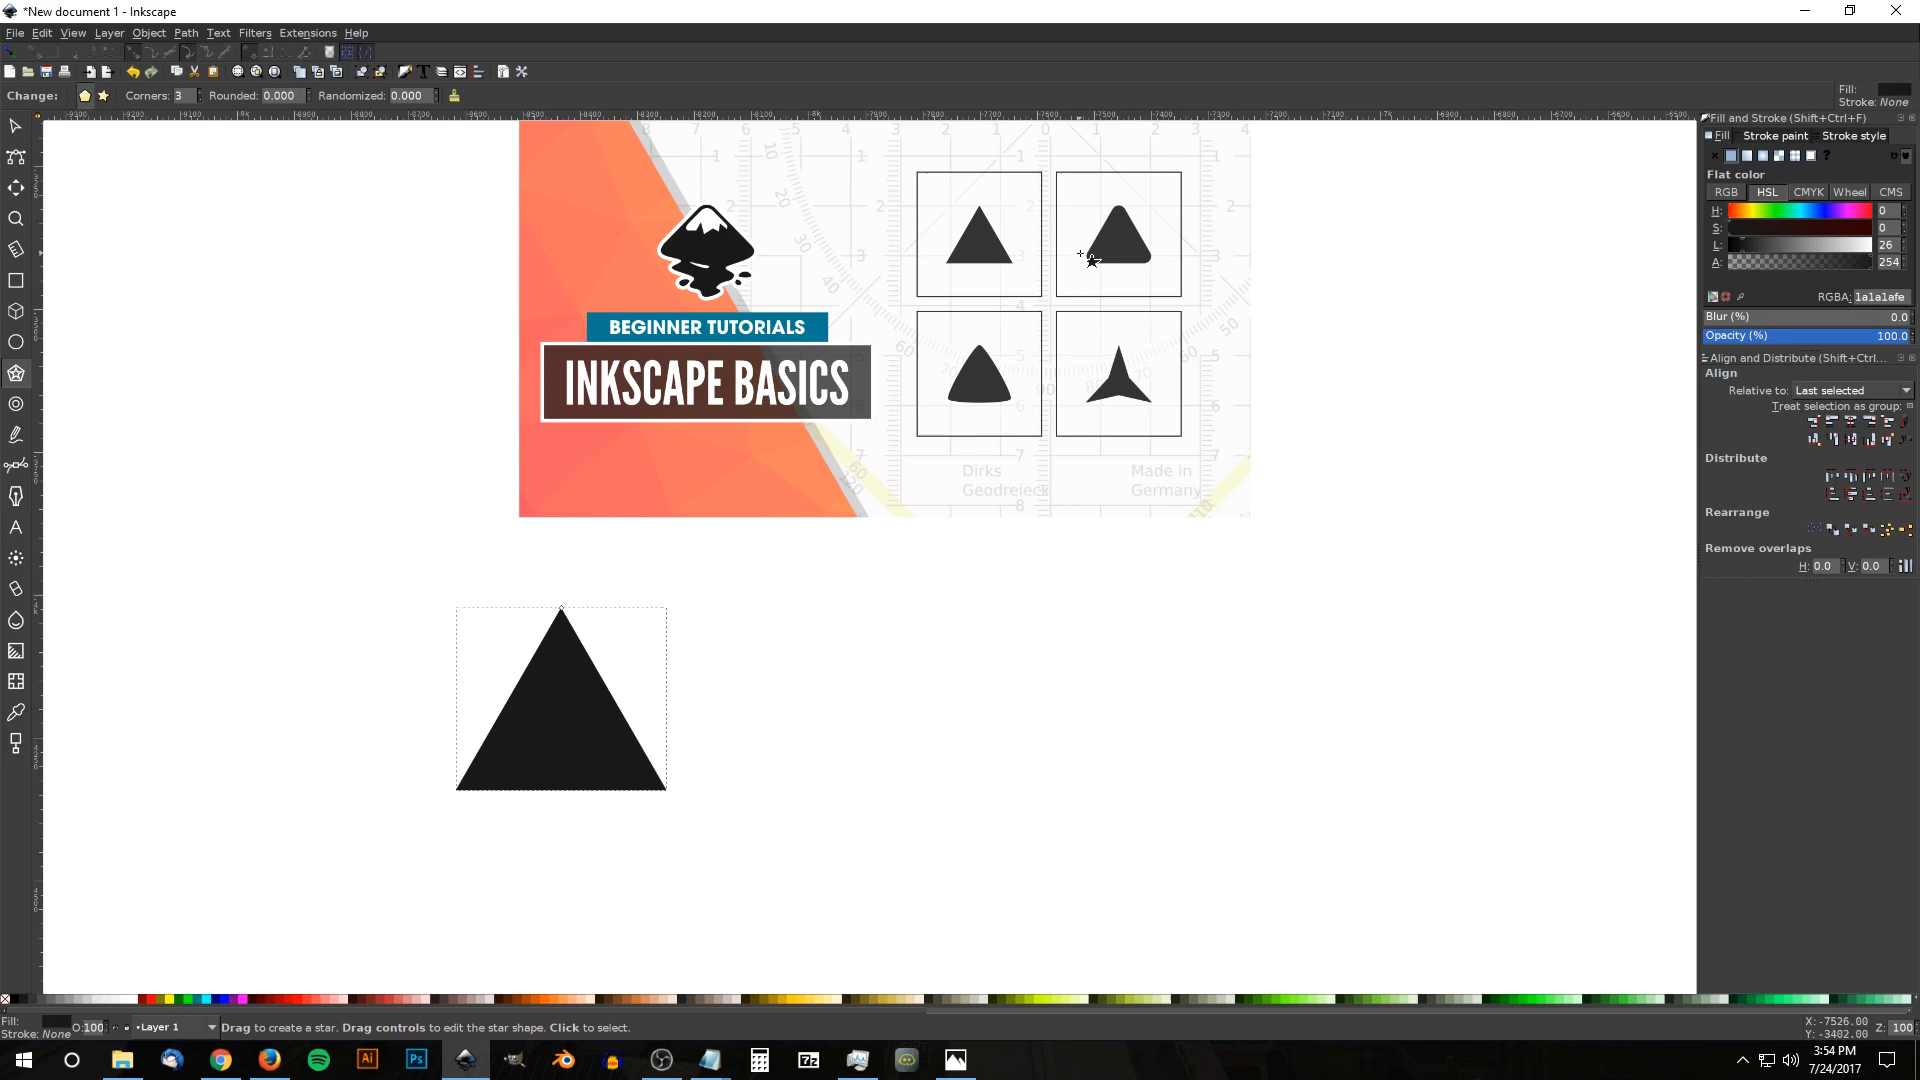 *New document 1 - Inkscape
File Edit View Layer Object Path Text Filters Extensions Help
Change: Corners: 3 Rounded: 0.000 Randomized: 0.000
Fill:
Stroke: None
Fill and Stroke (Shift+Ctrl+F)
Fill Stroke paint Stroke style
?
Flat color
RGB HSL CMYK Wheel CMS
H: 0
S: 0
L: 26
A: 254
RGBA: 1a1a1afe
Blur (%) 0.0
Opacity (%) 100.0
Align and Distribute (Shift+Ctrl...
Align
Relative to: Last selected
Treat selection as group:
Distribute
Rearrange
Remove overlaps
H: 0.0 V: 0.0
BEGINNER TUTORIALS
INKSCAPE BASICS
Dirks
Geodreieck
Made in
Germany
Fill:
Stroke: None
O: 100
Layer 1
Drag to create a star. Drag controls to edit the star shape. Click to select.
X: -7526.00
Y: -3402.00
Z: 100
Ai
Ps
7z
3:54 PM
7/24/2017